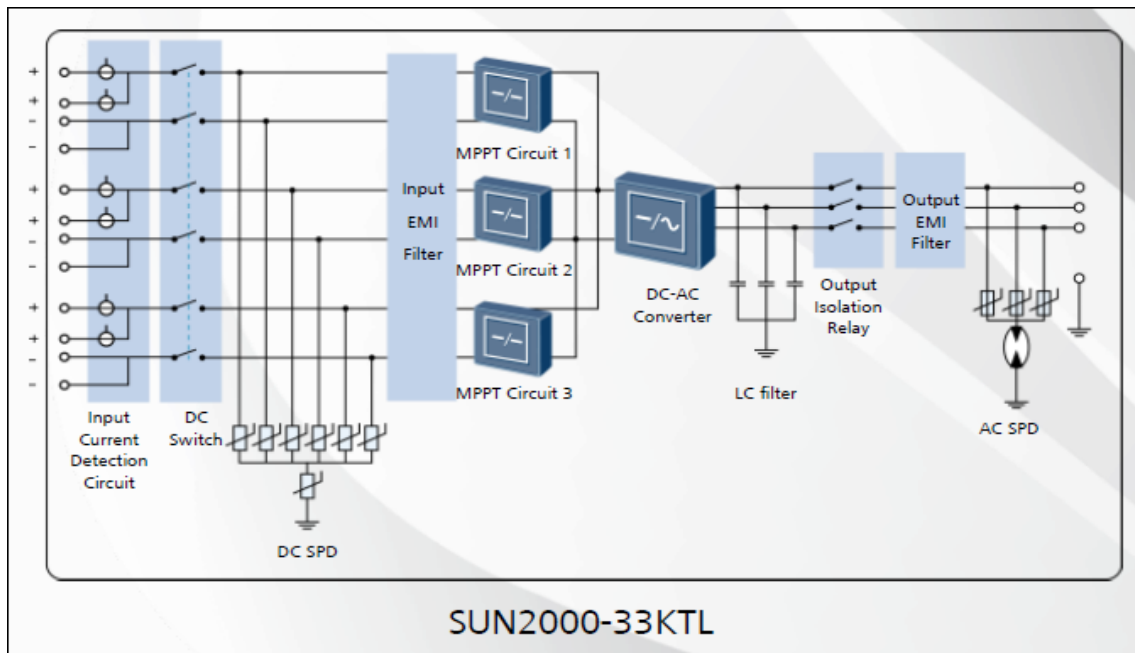 +
+
-
-
+
+
-
-
+
+
-
-
Input
Current
Detection
Circuit
DC
Switch
DC SPD
Input
EMI
Filter
MPPT Circuit 1
MPPT Circuit 2
MPPT Circuit 3
DC-AC
Converter
LC filter
Output
Isolation
Relay
Output
EMI
Filter
AC SPD
SUN2000-33KTL